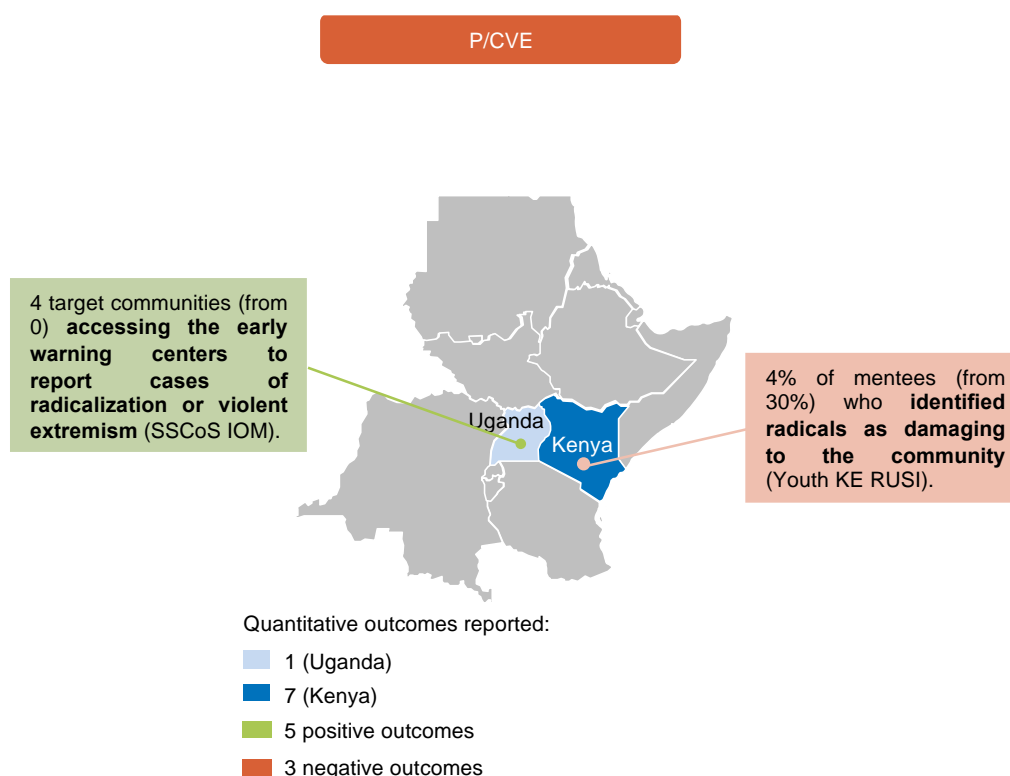 P/CVE
4 target communities (from
0) accessing the early
warning centers to
report cases of
radicalization or violent
extremism (SSCoS IOM).
Uganda
Kenya
4% of mentees (from
30%) who identified
radicals as damaging
to the community
(Youth KE RUSI).
Quantitative outcomes reported:
1 (Uganda)
7 (Kenya)
5 positive outcomes
3 negative outcomes